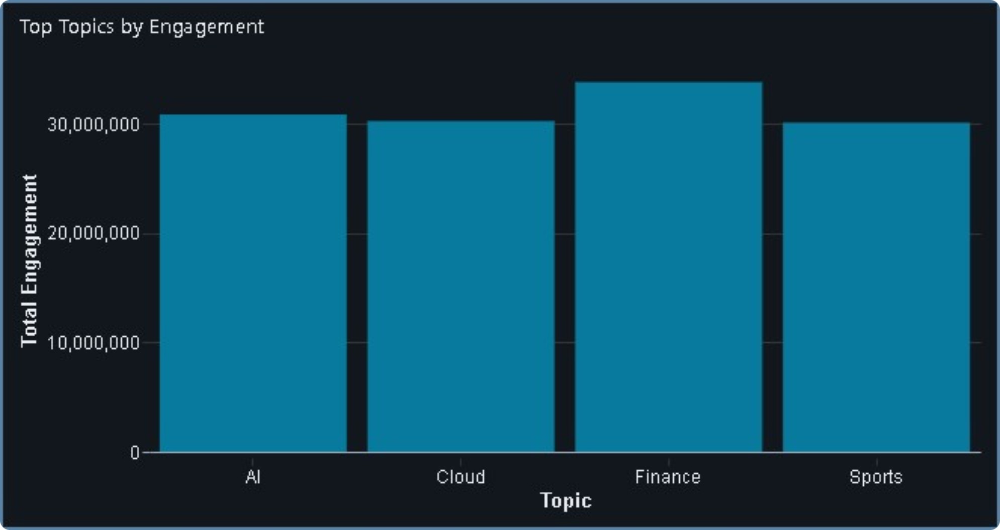 Top Topics by Engagement
Total Engagement
30,000,000
20,000,000
10,000,000
0
AI Cloud Finance Sports
Topic